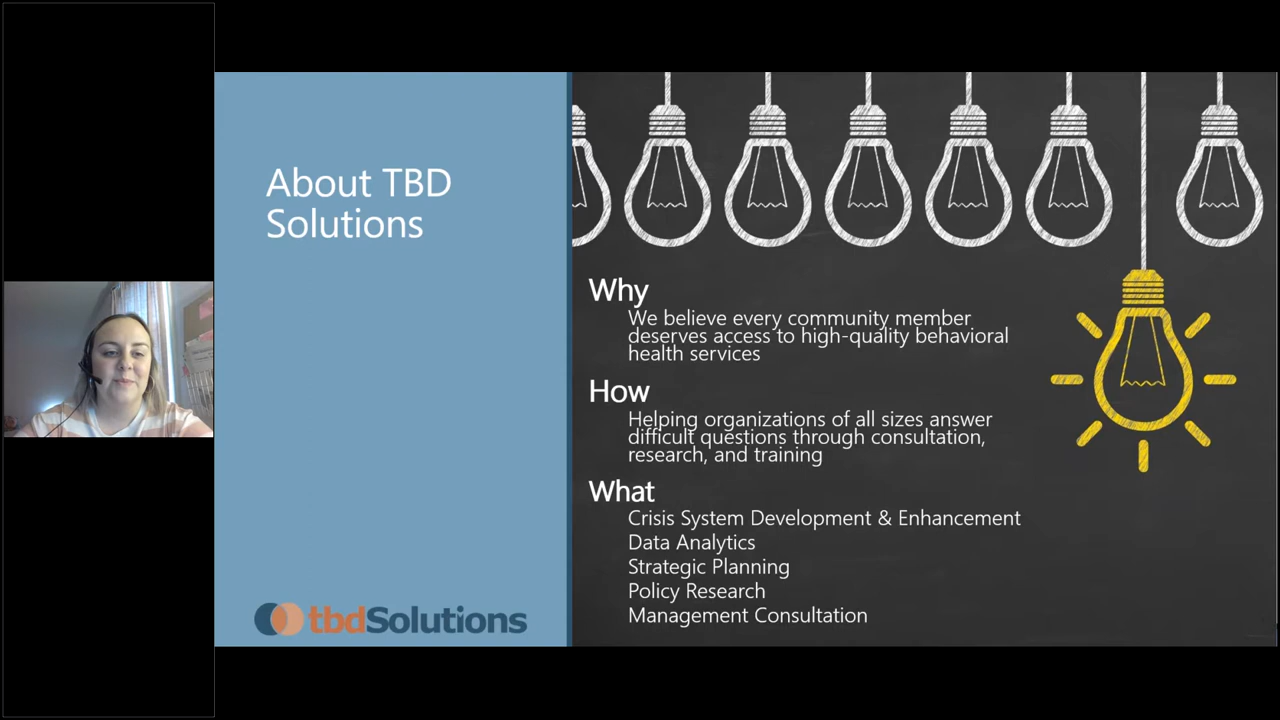 About TBD
Solutions
Why
We believe every community member
deserves access to high-quality behavioral
health services
How
Helping organizations of all sizes answer
difficult questions through consultation,
research, and training
What
Crisis System Development & Enhancement
Data Analytics
Strategic Planning
Policy Research
Management Consultation
tbdSolutions